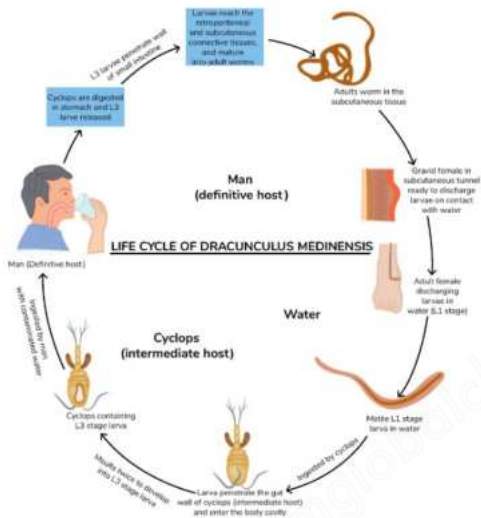 Larvae reach the
retroperitoneal
and subcutaneous
connective tissues,
and mature
into adult worms
L3 larvae penetrate wall
of small intestine
Cyclops are digested
in stomach and L3
larve released
Adults worm in the
subcutaneous tissue
Gravid female in
subcutaneous tunnel
ready to discharge
larvae on contact
with water
Man
(definitive host)
LIFE CYCLE OF DRACUNCULUS MEDINENSIS
Man (Definitive host)
Adult female
discharging
larvae in
water (L1 stage)
Water
Cyclops
(intermediate host)
Ingested by man
with contaminated water
Cyclops containing
L3 stage larva
Motile L1 stage
larva in water
Ingested by cyclops
Moults twice to develop
into L3 stage larva
Larva penetrate the gut
wall of cyclops (intermediate host)
and enter the body cavity